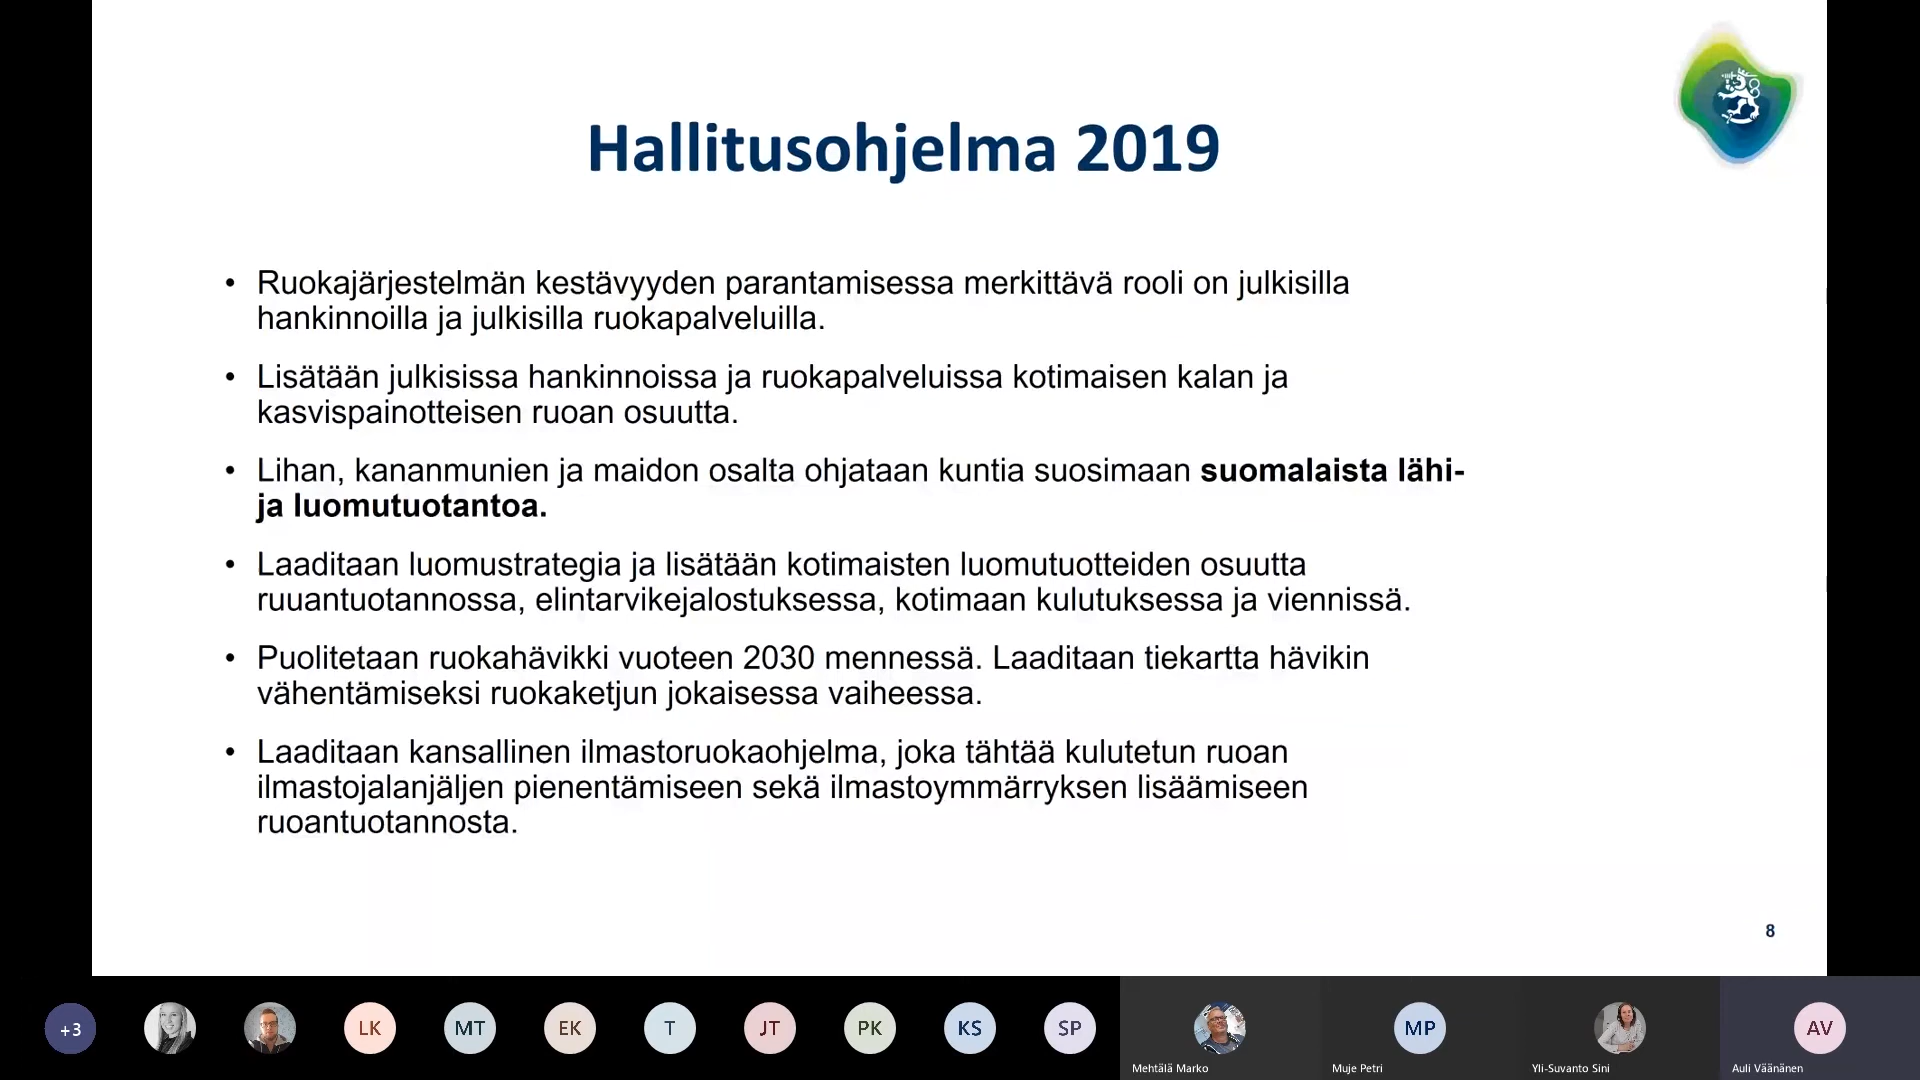 Hallitusohjelma 2019
• Ruokajärjestelmän kestävyyden parantamisessa merkittävä rooli on julkisilla
hankinnoilla ja julkisilla ruokapalveluilla.
• Lisätään julkisissa hankinnoissa ja ruokapalveluissa kotimaisen kalan ja
kasvispainotteisen ruoan osuutta.
• Lihan, kananmunien ja maidon osalta ohjataan kuntia suosimaan suomalaista lähi-
ja luomutuotantoa.
• Laaditaan luomustrategia ja lisätään kotimaisten luomutuotteiden osuutta
ruuantuotannossa, elintarvikejalostuksessa, kotimaan kulutuksessa ja viennissä.
• Puolitetaan ruokahävikki vuoteen 2030 mennessä. Laaditaan tiekartta hävikin
vähentämiseksi ruokaketjun jokaisessa vaiheessa.
• Laaditaan kansallinen ilmastoruokaohjelma, joka tähtää kulutetun ruoan
ilmastojalanjäljen pienentämiseen sekä ilmastoymmärryksen lisäämiseen
ruoantuotannosta.
8
+3 LK MT EK T JT PK KS SP MP AV
Mehtälä Marko Muje Petri Yli-Suvanto Sini Auli Väänänen